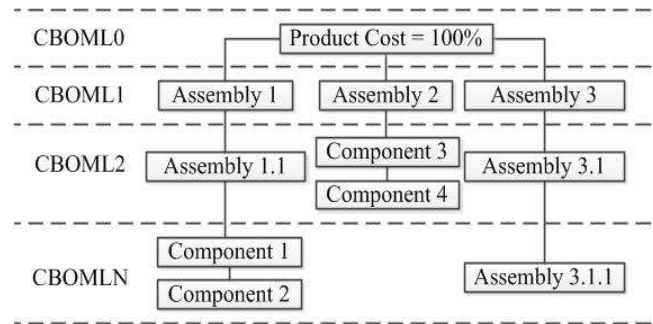 CBOML0
Product Cost = 100%
CBOML1
Assembly 1
Assembly 2
Assembly 3
CBOML2
Assembly 1.1
Component 3
Component 4
Assembly 3.1
CBOMLN
Component 1
Component 2
Assembly 3.1.1